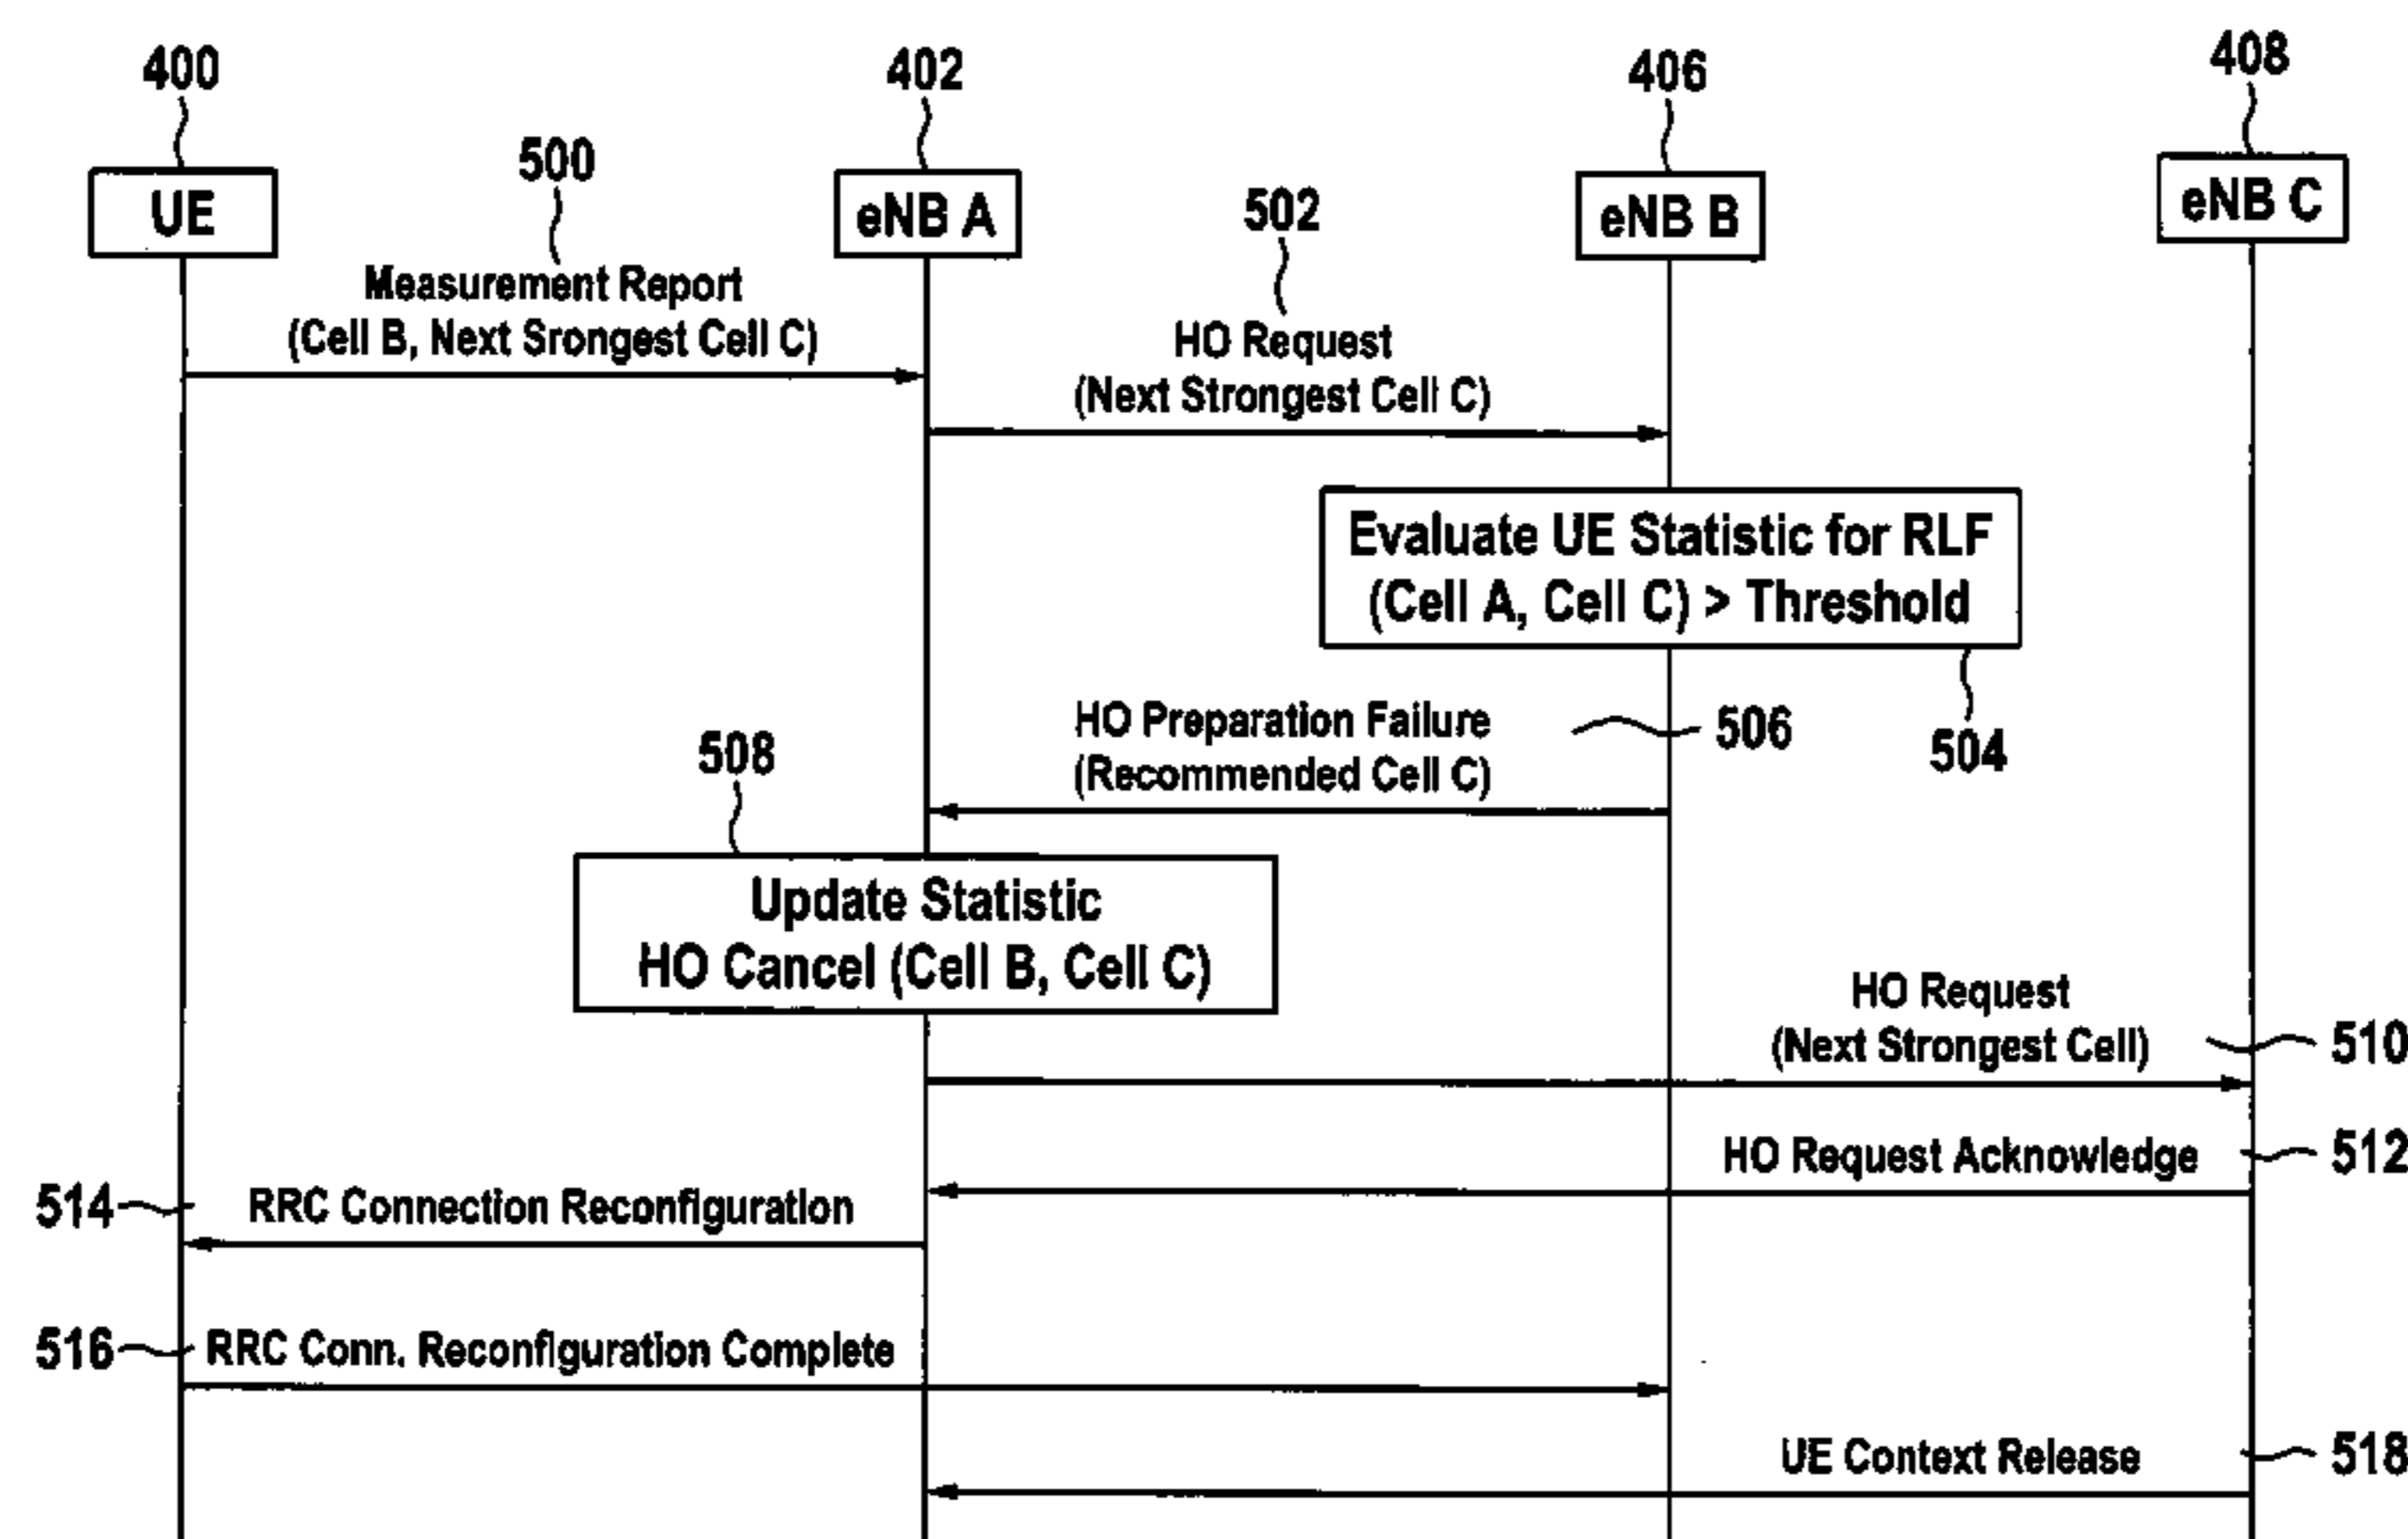 400
402
406
408
UE
eNB A
eNB B
eNB C
500
Measurement Report
(Cell B, Next Srongest Cell C)
502
HO Request
(Next Strongest Cell C)
Evaluate UE Statistic for RLF
(Cell A, Cell C) > Threshold
504
HO Preparation Failure
(Recommended Cell C)
506
508
Update Statistic
HO Cancel (Cell B, Cell C)
HO Request
(Next Strongest Cell)
510
HO Request Acknowledge
512
514
RRC Connection Reconfiguration
516
RRC Conn. Reconfiguration Complete
UE Context Release
518